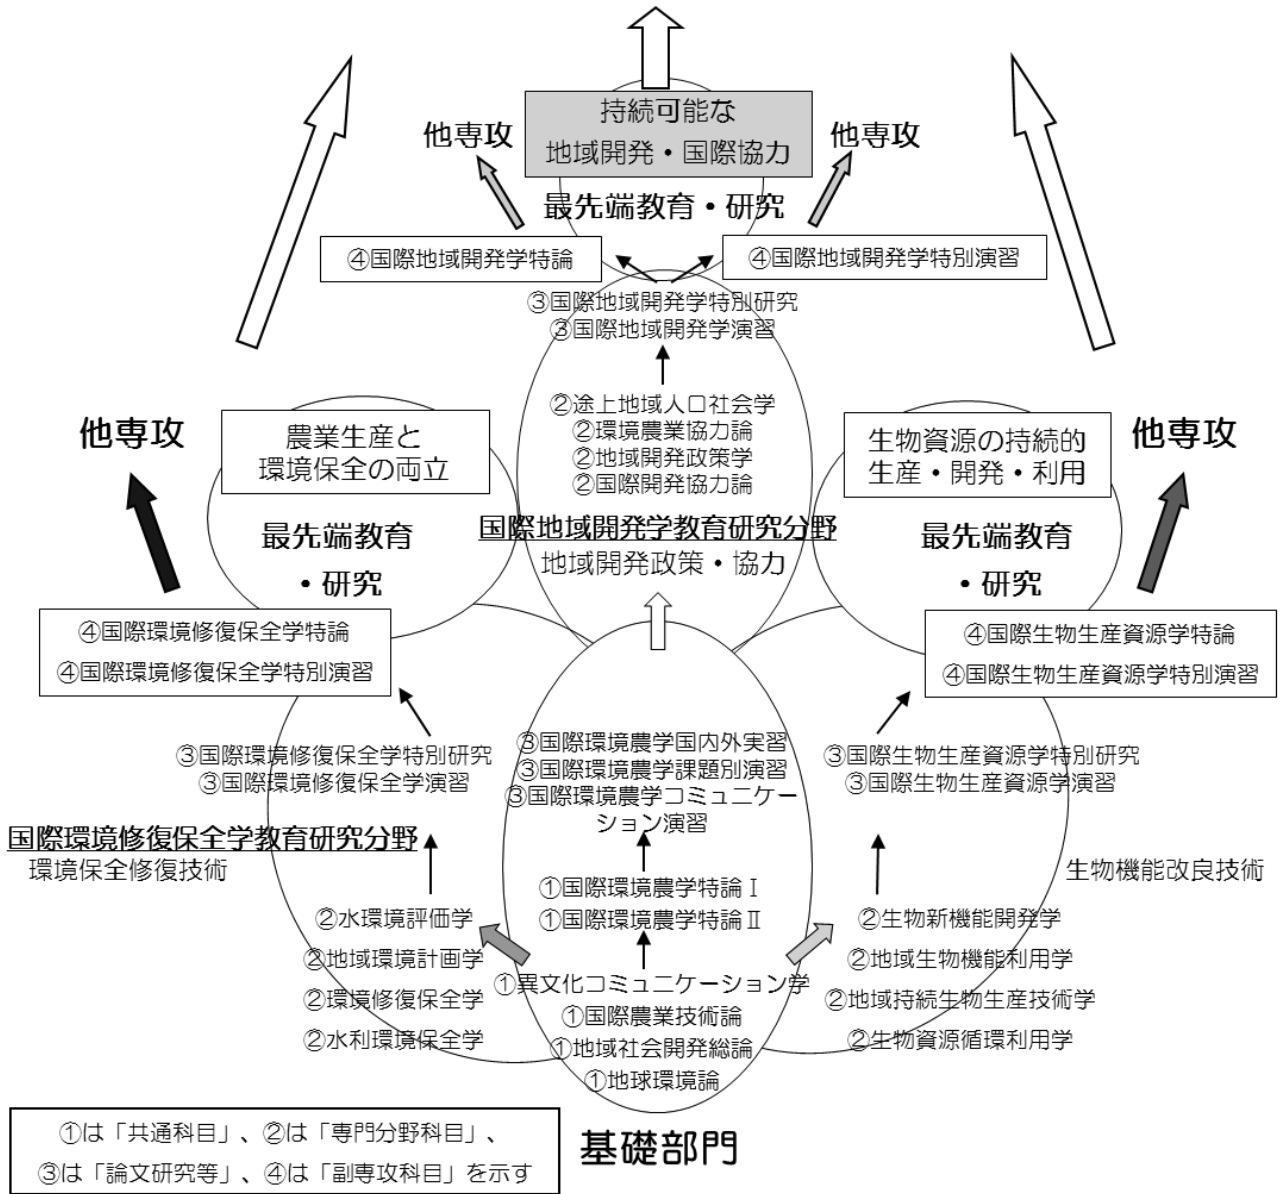 持続可能な
地域開発・国際協力
他専攻
他専攻
最先端教育・研究
④国際地域開発学特論
④国際地域開発学特別演習
③国際地域開発学特別研究
③国際地域開発学演習
②途上地域人口社会学
②環境農業協力論
②地域開発政策学
②国際開発協力論
国際地域開発学教育研究分野
地域開発政策・協力
他専攻
農業生産と
環境保全の両立
最先端教育
・研究
④国際環境修復保全学特論
④国際環境修復保全学特別演習
③国際環境修復保全学特別研究
③国際環境修復保全学演習
国際環境修復保全学教育研究分野
環境保全修復技術
②水環境評価学
②地域環境計画学
②環境修復保全学
②水利環境保全学
他専攻
生物資源の持続的
生産・開発・利用
最先端教育
・研究
④国際生物生産資源学特論
④国際生物生産資源学特別演習
③国際生物生産資源学特別研究
③国際生物生産資源学演習
生物機能改良技術
②生物新機能開発学
②地域生物機能利用学
②地域持続生物生産技術学
②生物資源循環利用学
③国際環境農学国内外実習
③国際環境農学課題別演習
③国際環境農学コミュニケー
ション演習
①国際環境農学特論Ⅰ
①国際環境農学特論Ⅱ
①異文化コミュニケーション学
①国際農業技術論
①地域社会開発総論
①地球環境論
基礎部門
①は「共通科目」、②は「専門分野科目」、
③は「論文研究等」、④は「副専攻科目」を示す